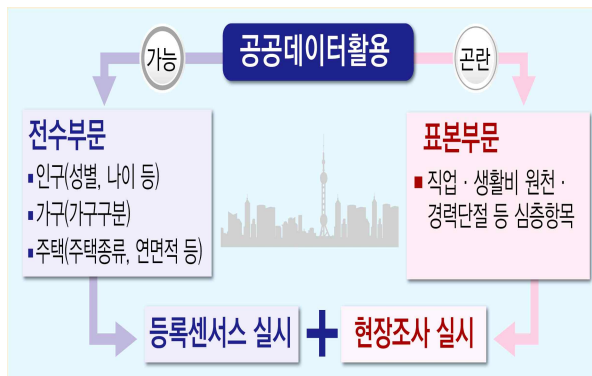 공공데이터활용
가능
곤란
전수부문
▪인구(성별, 나이 등)
▪가구(가구구분)
▪주택(주택종류, 연면적 등)
표본부문
■ 직업·생활비 원천·
경력단절 등 심층항목
등록센서스 실시 + 현장조사 실시